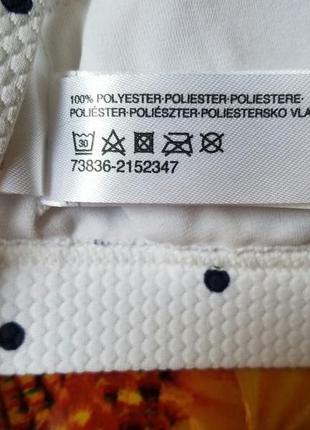 100% POLYESTER·POLIESTER·POLIESTERE·
POLIÉSTER·POLIÉSZTER·POLIESTERSKO VLA
30
73836-2152347